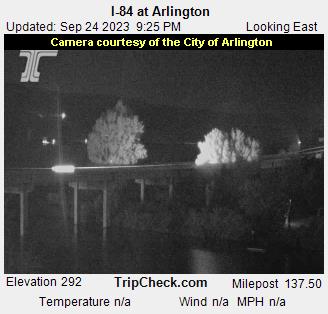 I-84 at Arlington
Updated: Sep 24 2023 9:25 PM Looking East
Camera courtesy of the City of Arlington
Elevation 292 TripCheck.com Milepost 137.50
Temperature n/a Wind n/a MPH n/a